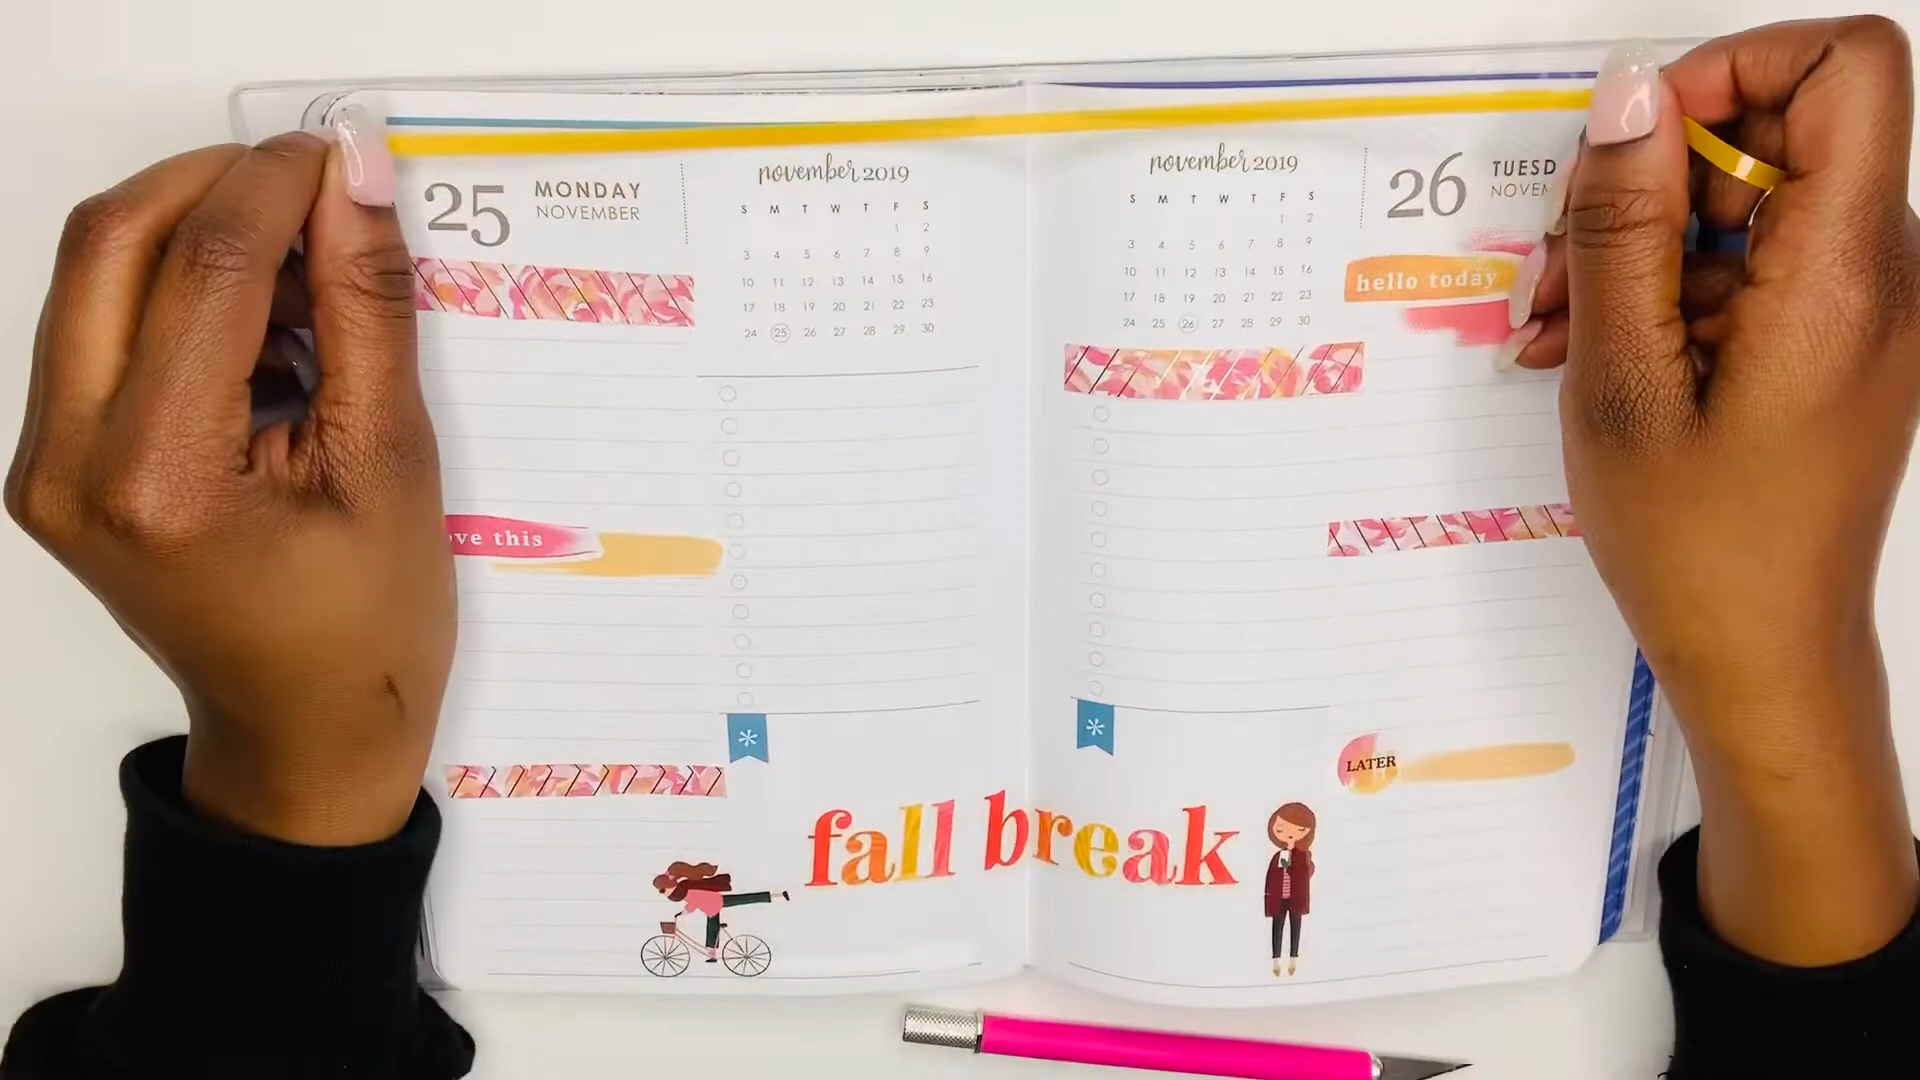 25 MONDAY
NOVEMBER
november 2019
S M T W T F S
1 2
3 4 5 6 7 8 9
10 11 12 13 14 15 16
17 18 19 20 21 22 23
24 25 26 27 28 29 30
ove this
*
november 2019
S M T W T F S
1 2
3 4 5 6 7 8 9
10 11 12 13 14 15 16
17 18 19 20 21 22 23
24 25 26 27 28 29 30
26 TUESD
NOVEM
hello today
*
LATER
fall break